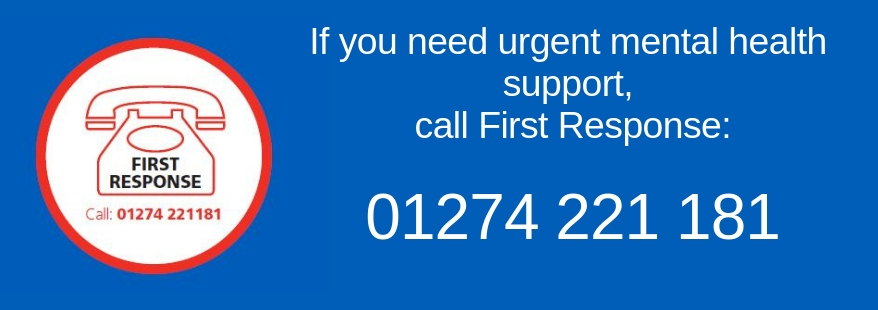 If you need urgent mental health
support,
call First Response:
01274 221 181
FIRST
RESPONSE
Call: 01274 221181